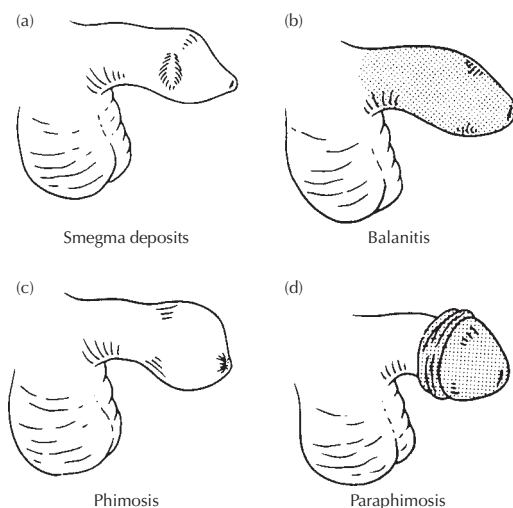 (a)
(b)
Smegma deposits
Balanitis
(c)
(d)
Phimosis
Paraphimosis